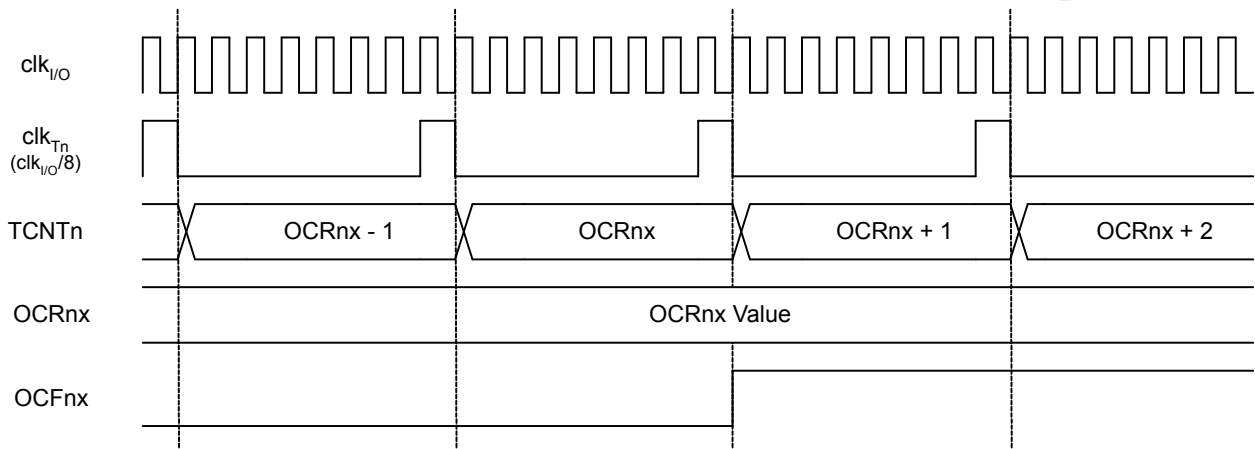 clkI/O
clkTn
(clkI/O/8)
TCNTn
OCRnx - 1
OCRnx
OCRnx + 1
OCRnx + 2
OCRnx
OCRnx Value
OCFnx